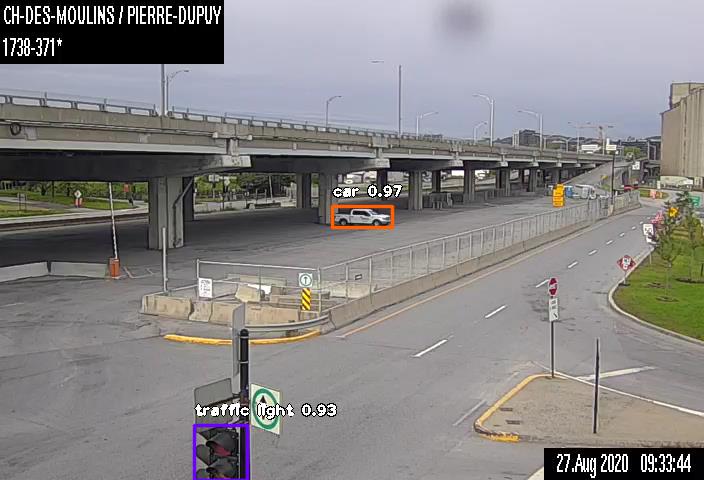 CH-DES-MOULINS / PIERRE-DUPUY
1738-371*
car 0.97
traffic light 0.93
27.Aug 2020 09:33:44